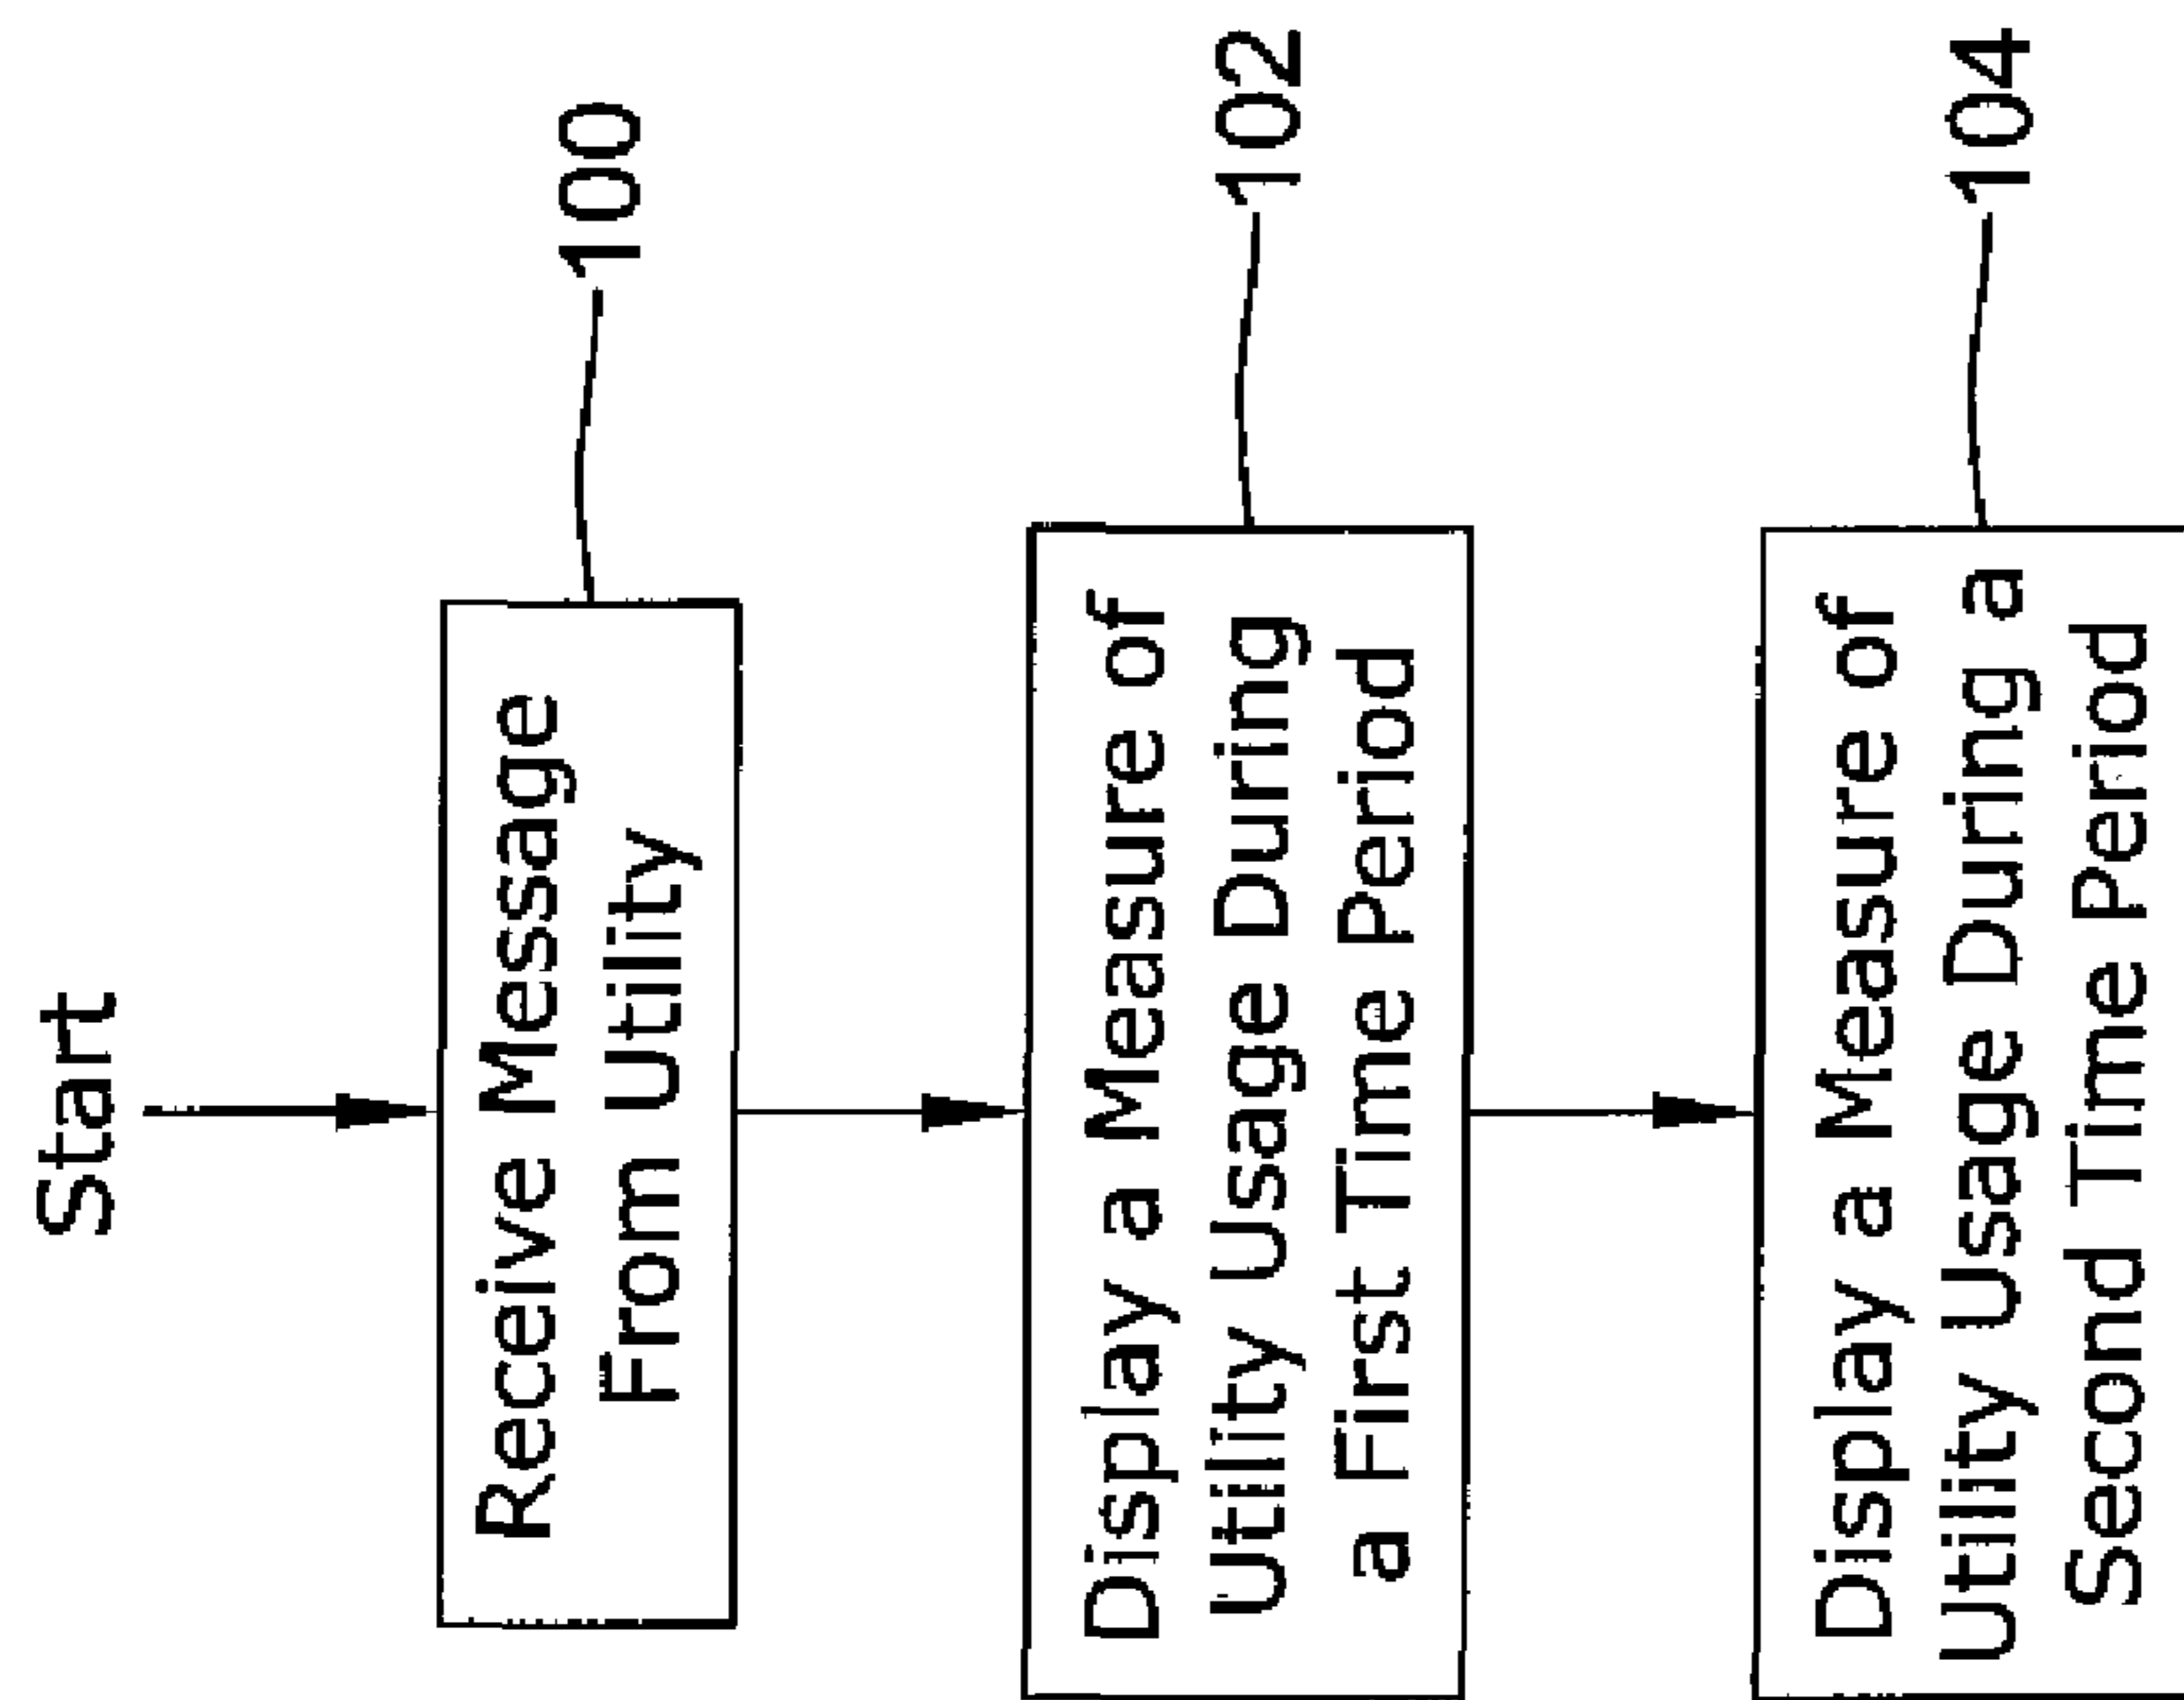 Start
Receive Message
From Utility
100
Display a Measure of
Utility Usage During
a First Time Period
102
Display a Measure of
Utility Usage During a
Second Time Period
104